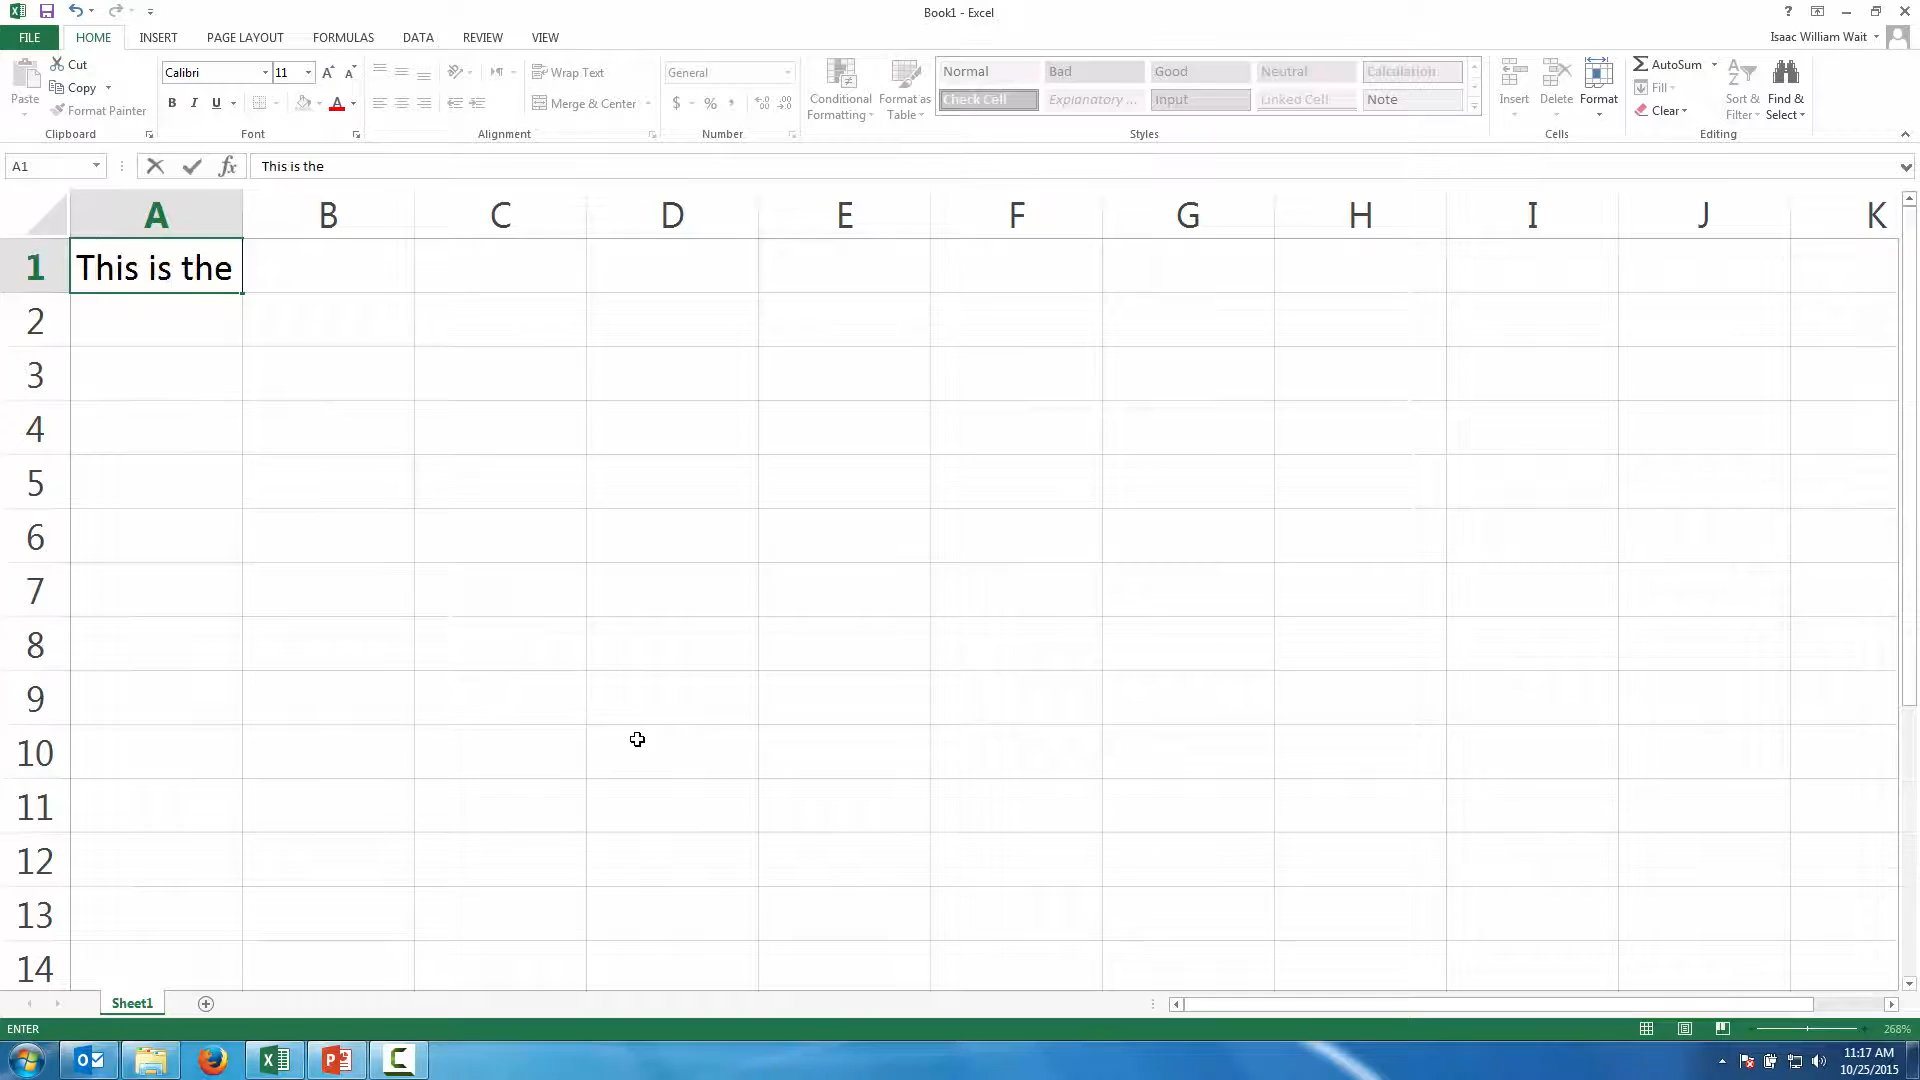 Book1 - Excel
?
FILE HOME INSERT PAGE LAYOUT FORMULAS DATA REVIEW VIEW
Isaac William Wait
Paste
Cut
Copy
Format Painter
Clipboard
Calibri 11
B I U
Font
Wrap Text
Merge & Center
Alignment
General
$ % ,
Number
Conditional Formatting
Format as Table
Normal Bad Good Neutral Calculation
Check Cell Explanatory ... Input Linked Cell Note
Styles
Insert Delete Format
Cells
AutoSum
Fill
Clear
Sort & Filter
Find & Select
Editing
A1 fx This is the
A B C D E F G H I J K
1 This is the
2
3
4
5
6
7
8
9
10
11
12
13
14
Sheet1
ENTER
268%
11:17 AM
10/25/2015